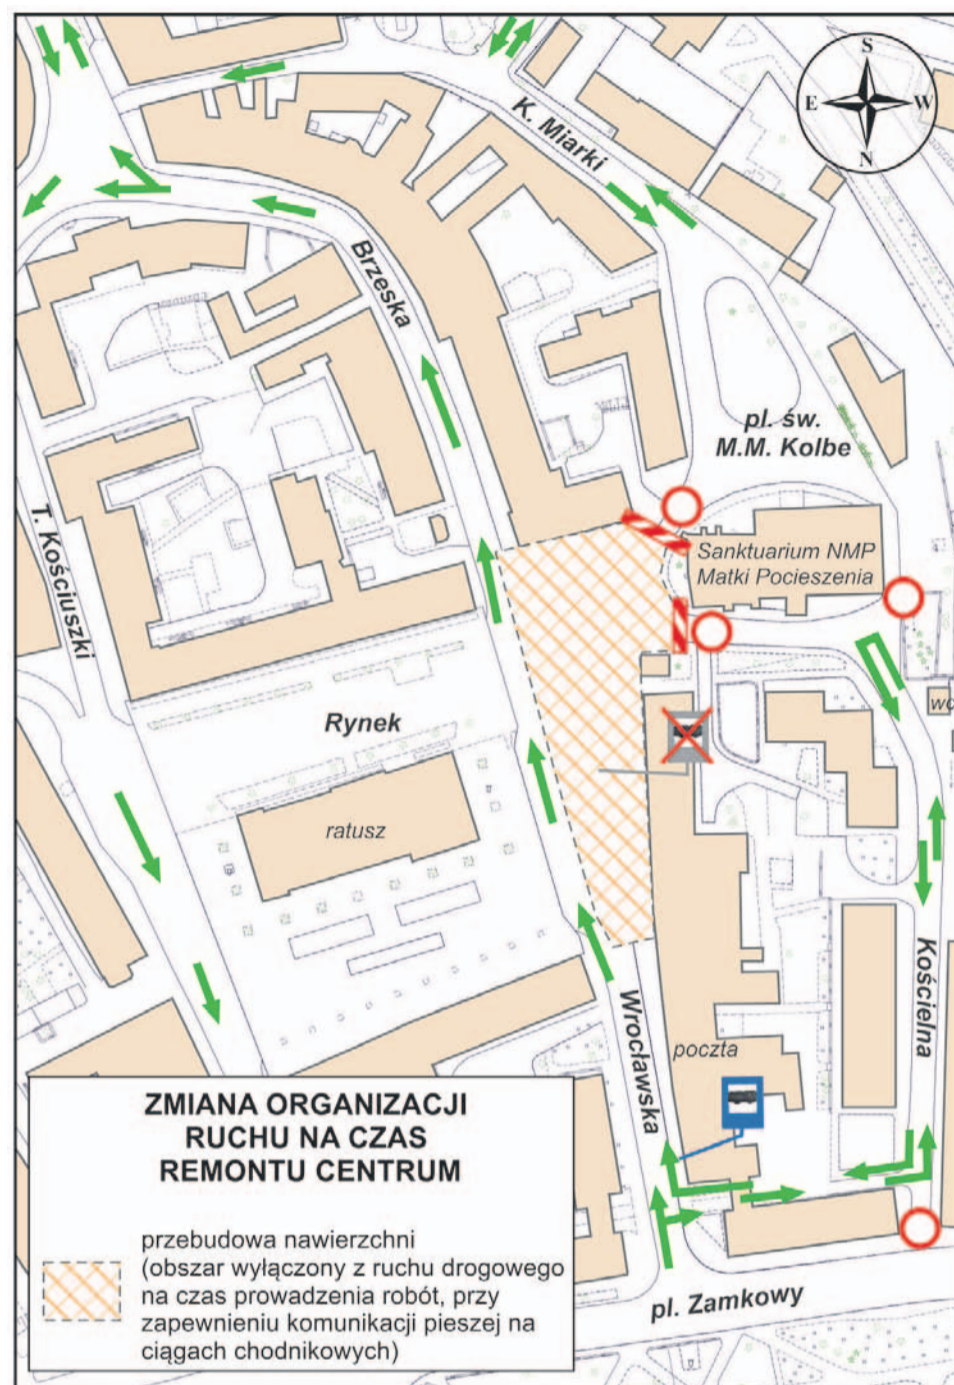 S
E
W
N
K. Miarki
Brzeska
pl. św.
M.M. Kolbe
T. Kościuszki
Sanktuarium NMP
Matki Pocieszenia
wc
Rynek
ratusz
Kościelna
Wrocławska
poczta
pl. Zamkowy
ZMIANA ORGANIZACJI
RUCHU NA CZAS
REMONTU CENTRUM
przebudowa nawierzchni
(obszar wyłączony z ruchu drogowego
na czas prowadzenia robót, przy
zapewnieniu komunikacji pieszej na
ciągach chodnikowych)